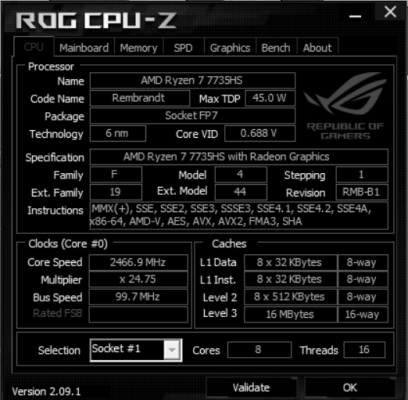 ROG CPU-Z
CPU Mainboard Memory SPD Graphics Bench About
Processor
Name AMD Ryzen 7 7735HS
Code Name Rembrandt Max TDP 45.0 W
Package Socket FP7
Technology 6 nm Core VID 0.688 V
REPUBLIC OF
GAMERS
Specification AMD Ryzen 7 7735HS with Radeon Graphics
Family F Model 4 Stepping 1
Ext. Family 19 Ext. Model 44 Revision RMB-B1
Instructions MMX(+), SSE, SSE2, SSE3, SSSE3, SSE4.1, SSE4.2, SSE4A,
x86-64, AMD-V, AES, AVX, AVX2, FMA3, SHA
Clocks (Core #0) Caches
Core Speed 2466.9 MHz L1 Data 8 x 32 KBytes 8-way
Multiplier x 24.75 L1 Inst. 8 x 32 KBytes 8-way
Bus Speed 99.7 MHz Level 2 8 x 512 KBytes 8-way
Rated FSB Level 3 16 MBytes 16-way
Selection Socket #1 Cores 8 Threads 16
Version 2.09.1 Validate OK